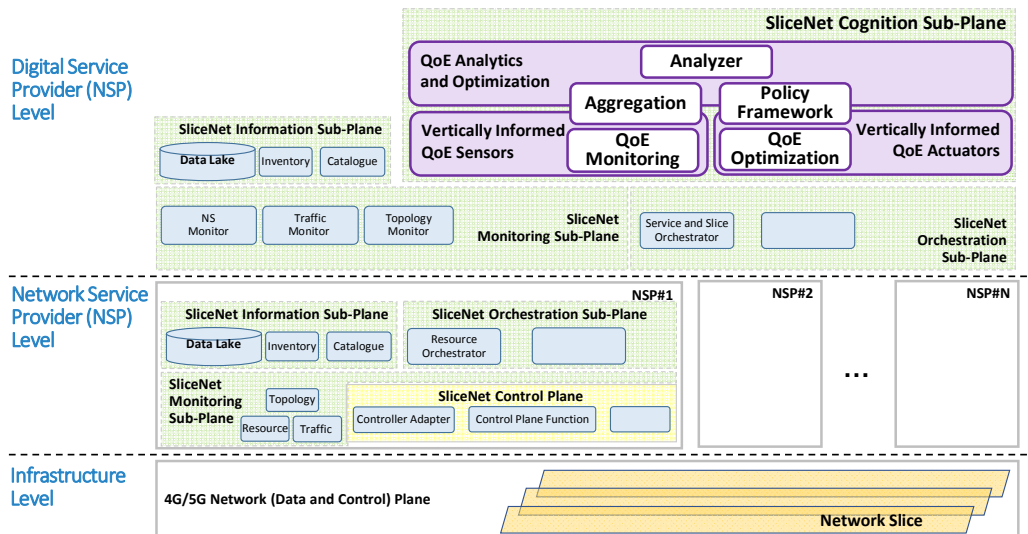 SliceNet Cognition Sub-Plane
Digital Service
Provider (NSP)
Level
QoE Analytics
and Optimization
Analyzer
Aggregation
Policy
Framework
SliceNet Information Sub-Plane
Data Lake
Inventory
Catalogue
Vertically Informed
QoE Sensors
QoE
Monitoring
QoE
Optimization
Vertically Informed
QoE Actuators
NS
Monitor
Traffic
Monitor
Topology
Monitor
SliceNet
Monitoring Sub-Plane
Service and Slice
Orchestrator
SliceNet
Orchestration
Sub-Plane
Network Service
Provider (NSP)
Level
NSP#1
NSP#2
NSP#N
SliceNet Information Sub-Plane
Data Lake
Inventory
Catalogue
SliceNet Orchestration Sub-Plane
Resource
Orchestrator
...
SliceNet
Monitoring
Sub-Plane
Topology
Resource
Traffic
SliceNet Control Plane
Controller Adapter
Control Plane Function
Infrastructure
Level
4G/5G Network (Data and Control) Plane
Network Slice